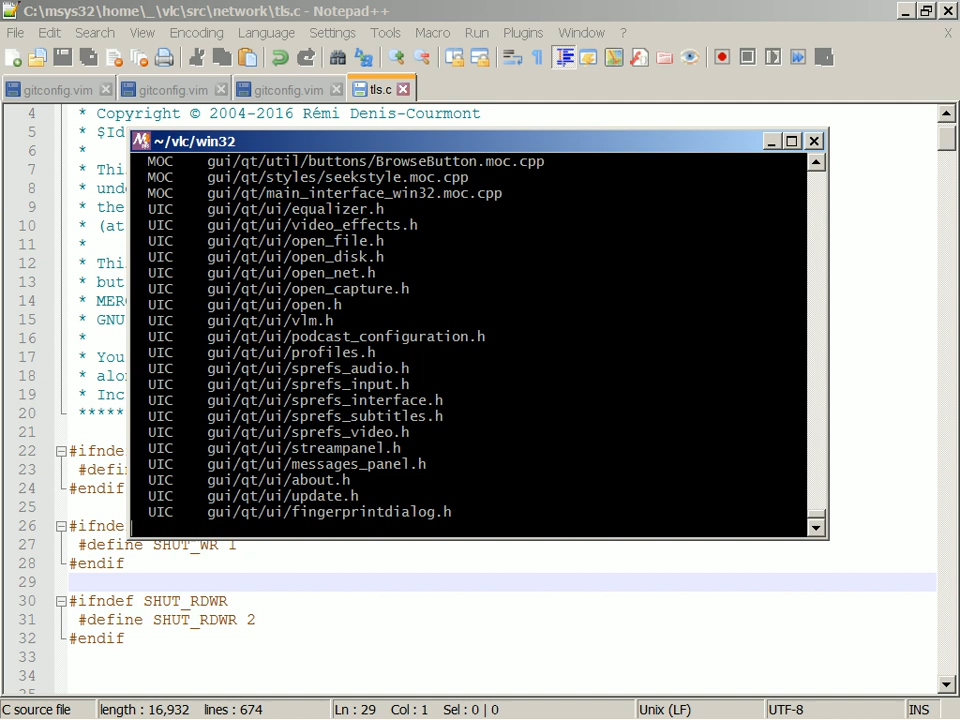 C:\msys32\home\_\vlc\src\network\tls.c - Notepad++
File Edit Search View Encoding Language Settings Tools Macro Run Plugins Window ? X
gitconfig.vim gitconfig.vim gitconfig.vim tls.c
4 * Copyright © 2004-2016 Rémi Denis-Courmont
5 * $Id
6 *
7 * Thi
8 * und
9 * the
10 * (at
11 *
12 * Thi
13 * but
14 * MER
15 * GNU
16 *
17 * You
18 * alon
19 * Inc
20 *****
21
22 #ifnde
23 #defin
24 #endif
25
26 #ifnde
27 #define SHUT_WR 1
28 #endif
29
30 #ifndef SHUT_RDWR
31 #define SHUT_RDWR 2
32 #endif
33
34
35
~/vlc/win32
MOC gui/qt/util/buttons/BrowseButton.moc.cpp
MOC gui/qt/styles/seekstyle.moc.cpp
MOC gui/qt/main_interface_win32.moc.cpp
UIC gui/qt/ui/equalizer.h
UIC gui/qt/ui/video_effects.h
UIC gui/qt/ui/open_file.h
UIC gui/qt/ui/open_disk.h
UIC gui/qt/ui/open_net.h
UIC gui/qt/ui/open_capture.h
UIC gui/qt/ui/open.h
UIC gui/qt/ui/vlm.h
UIC gui/qt/ui/podcast_configuration.h
UIC gui/qt/ui/profiles.h
UIC gui/qt/ui/sprefs_audio.h
UIC gui/qt/ui/sprefs_input.h
UIC gui/qt/ui/sprefs_interface.h
UIC gui/qt/ui/sprefs_subtitles.h
UIC gui/qt/ui/sprefs_video.h
UIC gui/qt/ui/streampanel.h
UIC gui/qt/ui/messages_panel.h
UIC gui/qt/ui/about.h
UIC gui/qt/ui/update.h
UIC gui/qt/ui/fingerprintdialog.h
C source file length : 16,932 lines : 674 Ln : 29 Col : 1 Sel : 0 | 0 Unix (LF) UTF-8 INS